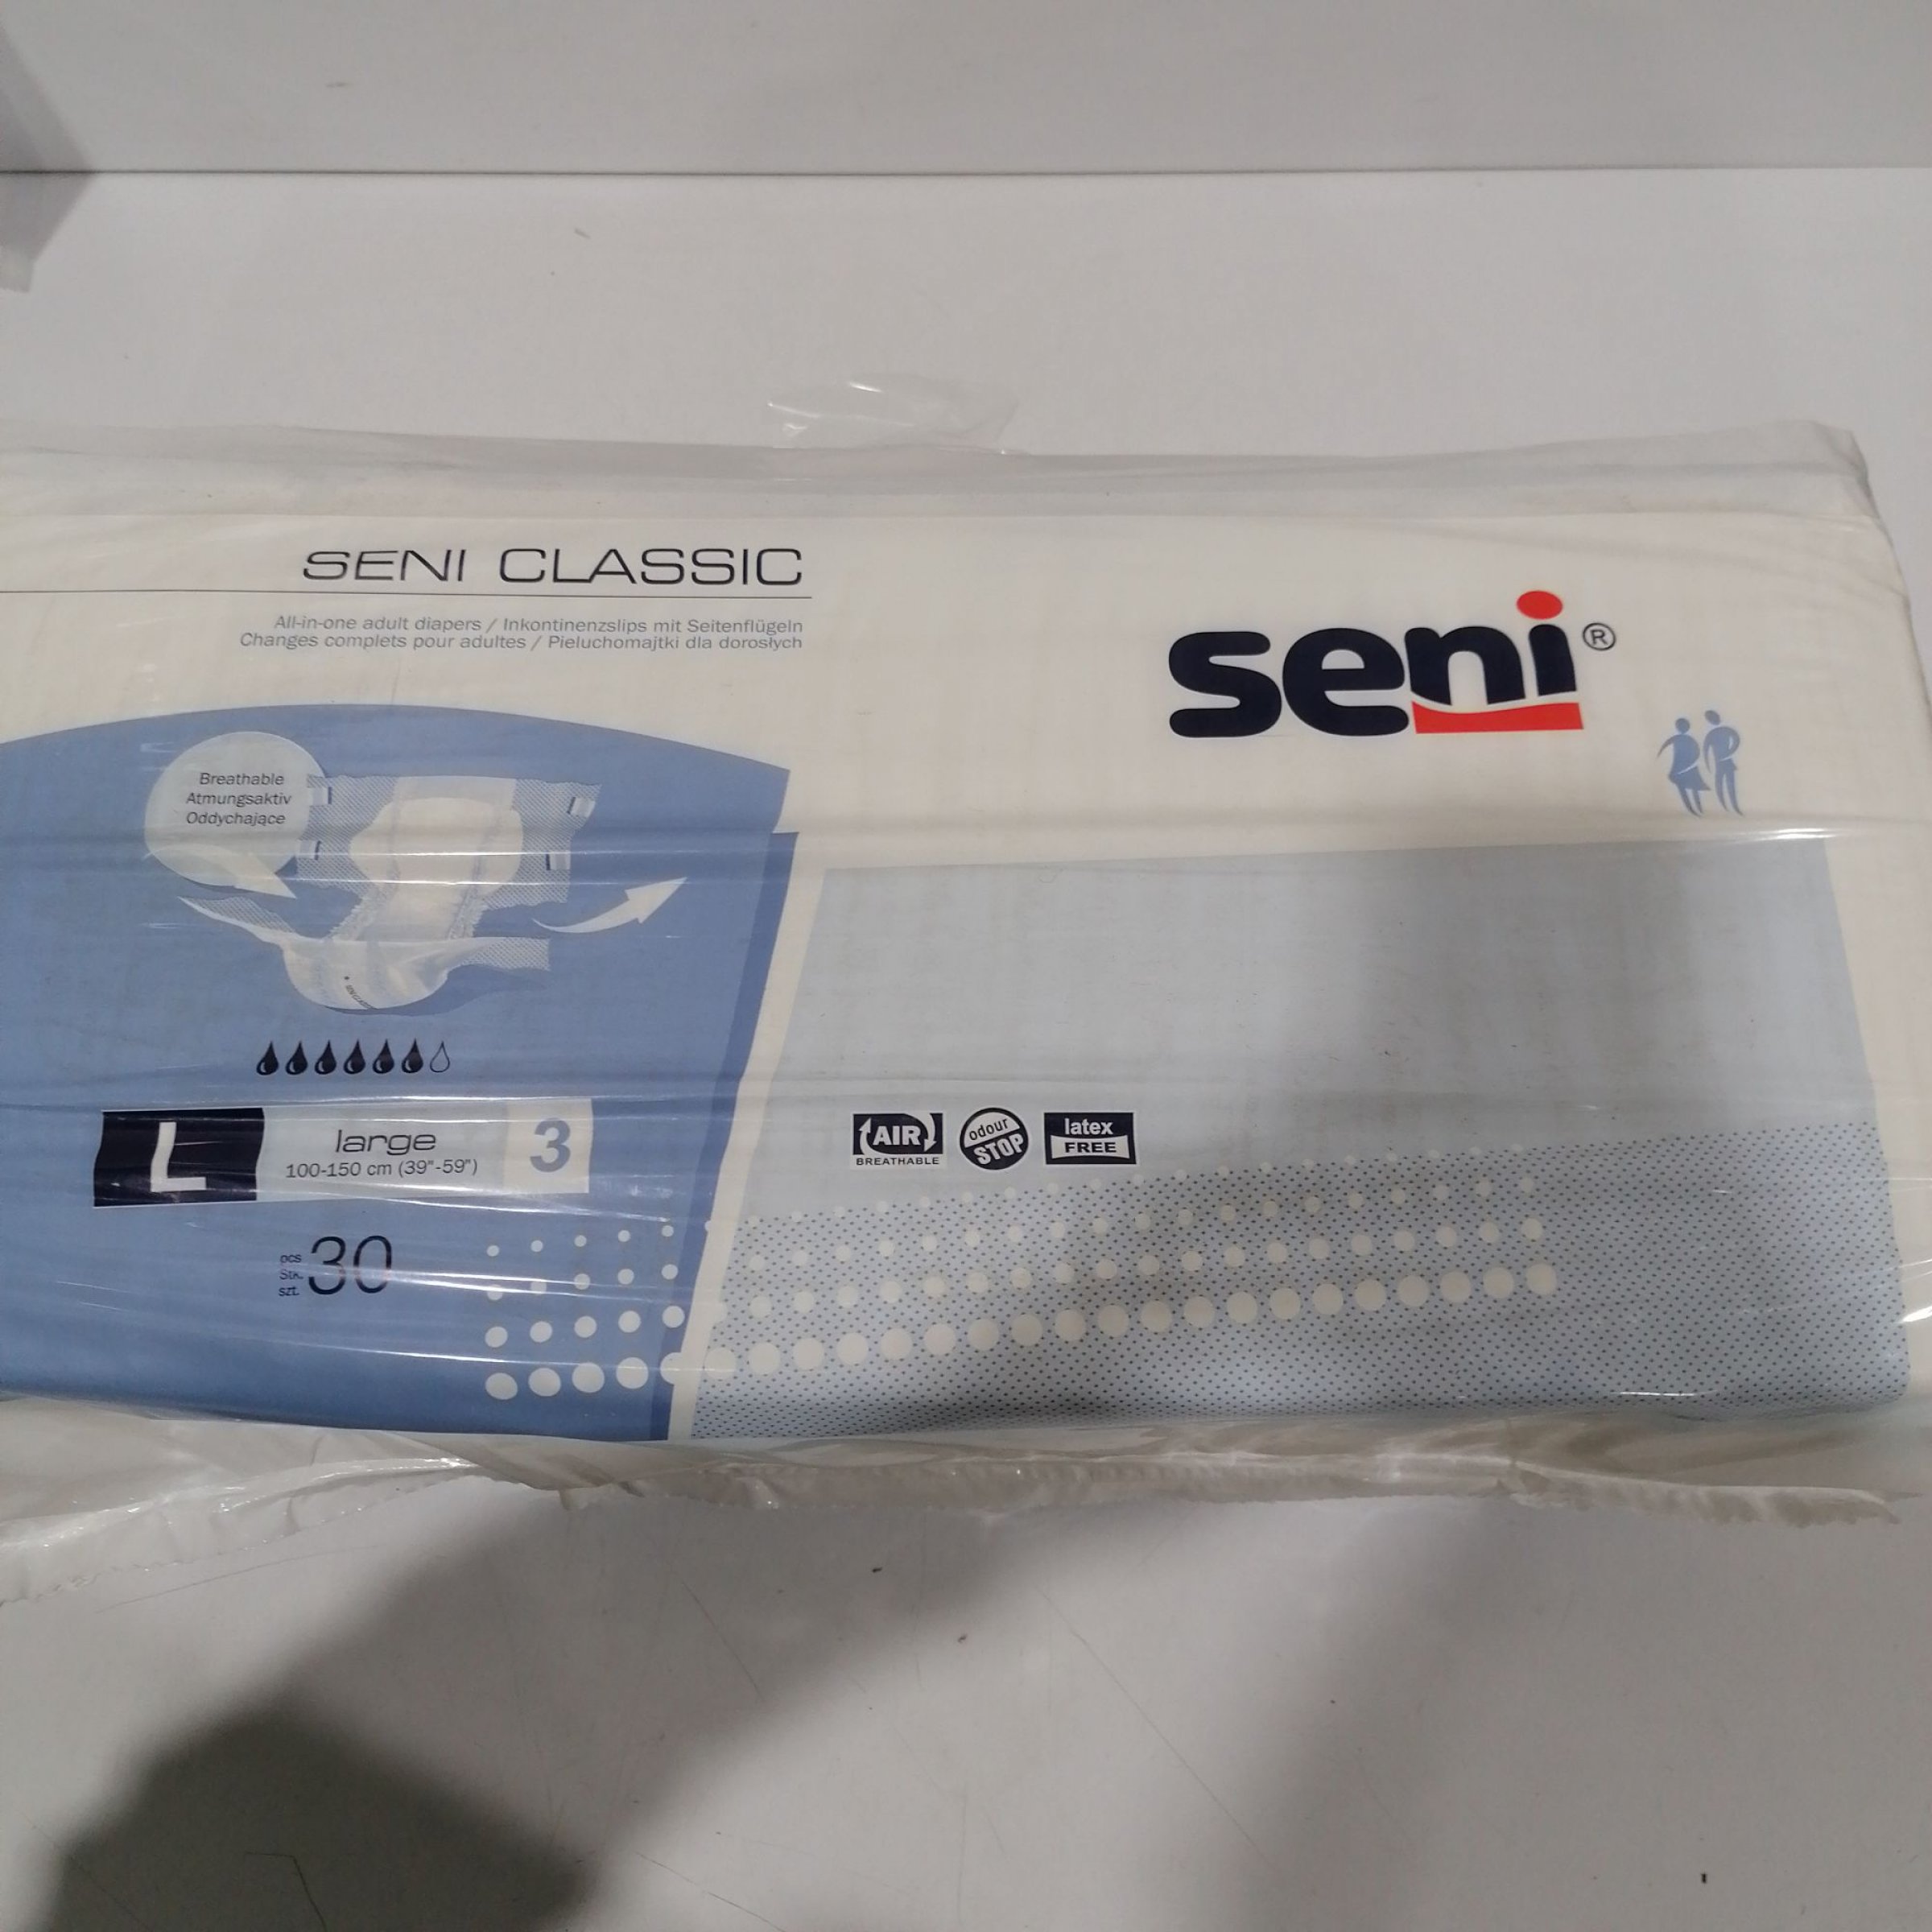 SENI CLASSIC
All-in-one adult diapers / Inkontinenzslips mit Seitenflügeln
Changes complets pour adultes / Pieluchomajtki dla dorosłych
seni®
Breathable
Atmungsaktiv
Oddychające
L
large
100-150 cm (39"-59")
3
pcs
Stk.
szt.
30
AIR
BREATHABLE
odour
STOP
latex
FREE